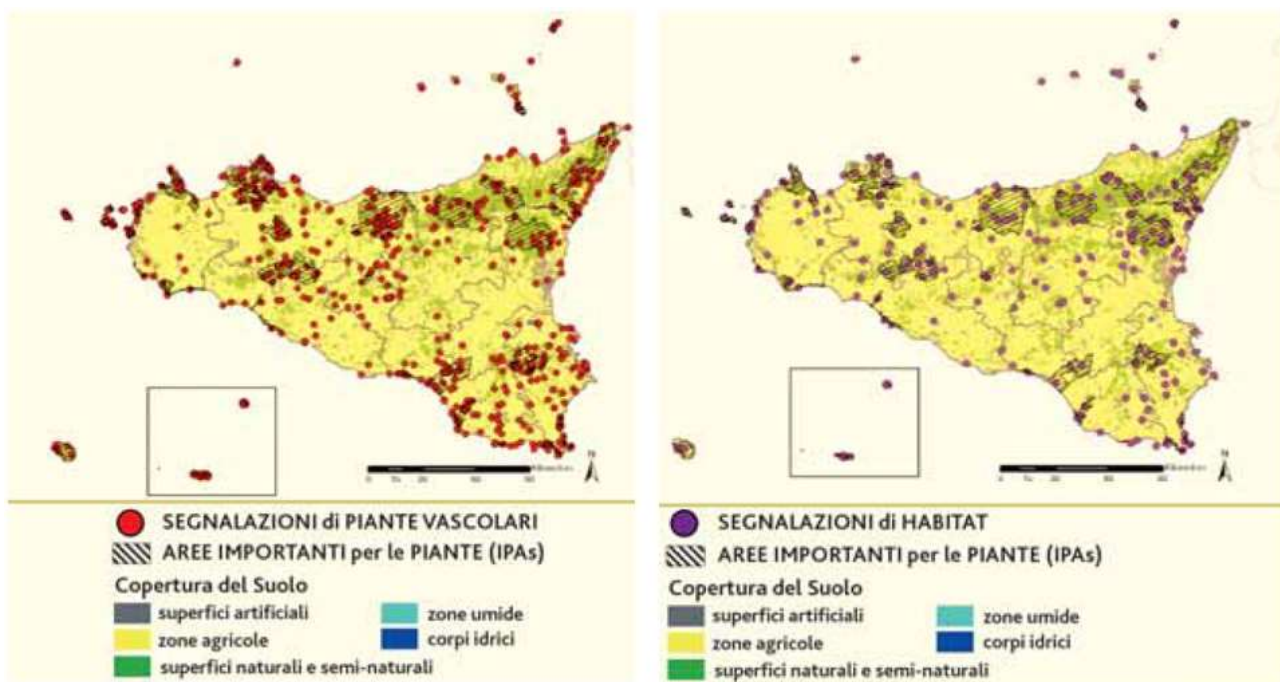 N
SEGNALAZIONI di PIANTE VASCOLARI
AREE IMPORTANTI per le PIANTE (IPAs)
Copertura del Suolo
superfici artificiali
zone umide
zone agricole
corpi idrici
superfici naturali e semi-naturali
N
SEGNALAZIONI di HABITAT
AREE IMPORTANTI per le PIANTE (IPAs)
Copertura del Suolo
superfici artificiali
zone umide
zone agricole
corpi idrici
superfici naturali e semi-naturali